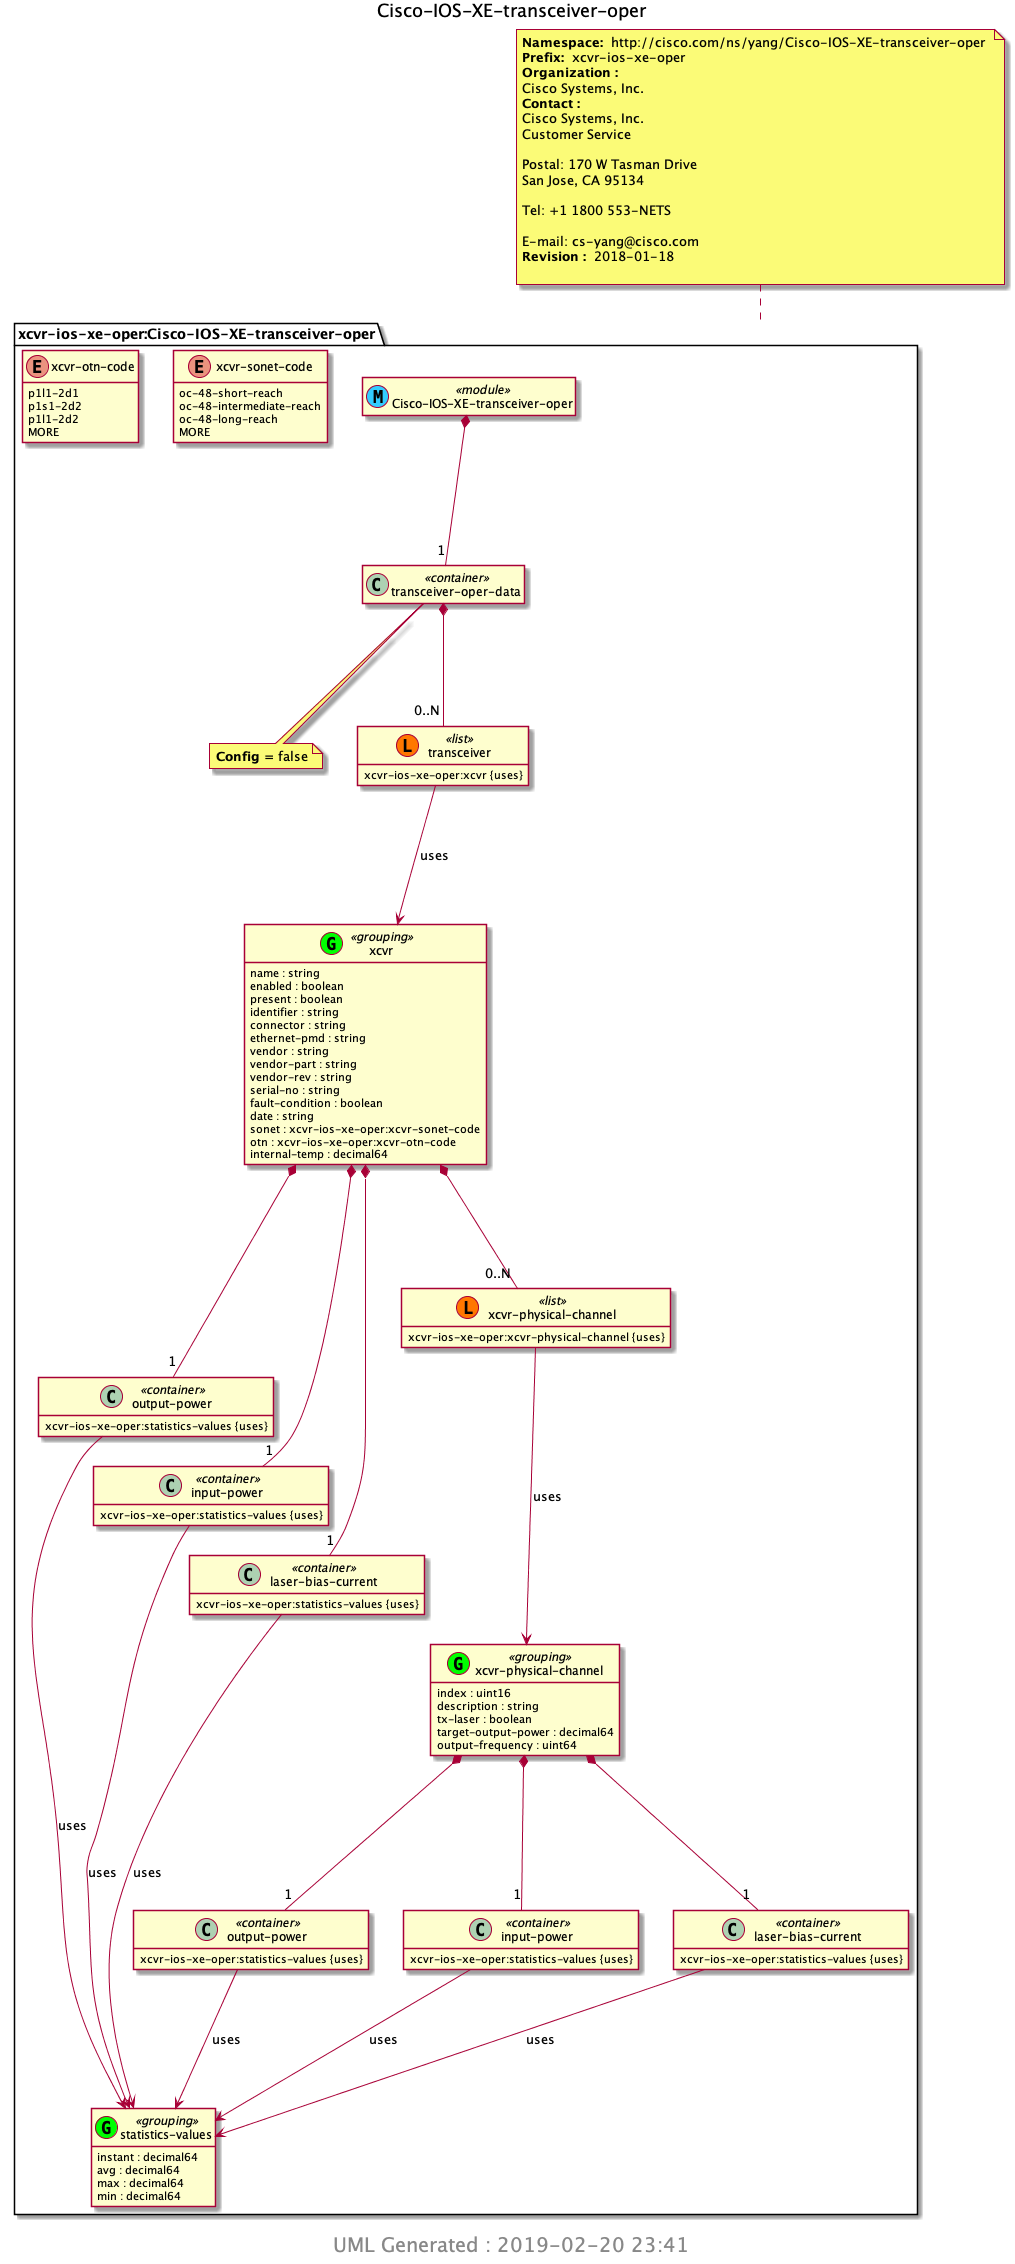 Cisco-IOS-XE-transceiver-oper
Namespace: http://cisco.com/ns/yang/Cisco-IOS-XE-transceiver-oper
Prefix: xcvr-ios-xe-oper
Organization :
Cisco Systems, Inc.
Contact :
Cisco Systems, Inc.
Customer Service
Postal: 170 W Tasman Drive
San Jose, CA 95134
Tel: +1 1800 553-NETS
E-mail: cs-yang@cisco.com
Revision : 2018-01-18
xcvr-ios-xe-oper:Cisco-IOS-XE-transceiver-oper
E xcvr-otn-code
p1l1-2d1
p1s1-2d2
p1l1-2d2
MORE
E xcvr-sonet-code
oc-48-short-reach
oc-48-intermediate-reach
oc-48-long-reach
MORE
M «module»
Cisco-IOS-XE-transceiver-oper
1
C «container»
transceiver-oper-data
0..N
Config = false
L «list»
transceiver
xcvr-ios-xe-oper:xcvr {uses}
uses
G «grouping»
xcvr
name : string
enabled : boolean
present : boolean
identifier : string
connector : string
ethernet-pmd : string
vendor : string
vendor-part : string
vendor-rev : string
serial-no : string
fault-condition : boolean
date : string
sonet : xcvr-ios-xe-oper:xcvr-sonet-code
otn : xcvr-ios-xe-oper:xcvr-otn-code
internal-temp : decimal64
0..N
L «list»
xcvr-physical-channel
xcvr-ios-xe-oper:xcvr-physical-channel {uses}
1
C «container»
output-power
xcvr-ios-xe-oper:statistics-values {uses}
1
C «container»
input-power
xcvr-ios-xe-oper:statistics-values {uses}
uses
1
C «container»
laser-bias-current
xcvr-ios-xe-oper:statistics-values {uses}
G «grouping»
xcvr-physical-channel
index : uint16
description : string
tx-laser : boolean
target-output-power : decimal64
output-frequency : uint64
uses
uses
uses
1
1
1
C «container»
output-power
xcvr-ios-xe-oper:statistics-values {uses}
C «container»
input-power
xcvr-ios-xe-oper:statistics-values {uses}
C «container»
laser-bias-current
xcvr-ios-xe-oper:statistics-values {uses}
uses
uses
uses
G «grouping»
statistics-values
instant : decimal64
avg : decimal64
max : decimal64
min : decimal64
UML Generated : 2019-02-20 23:41